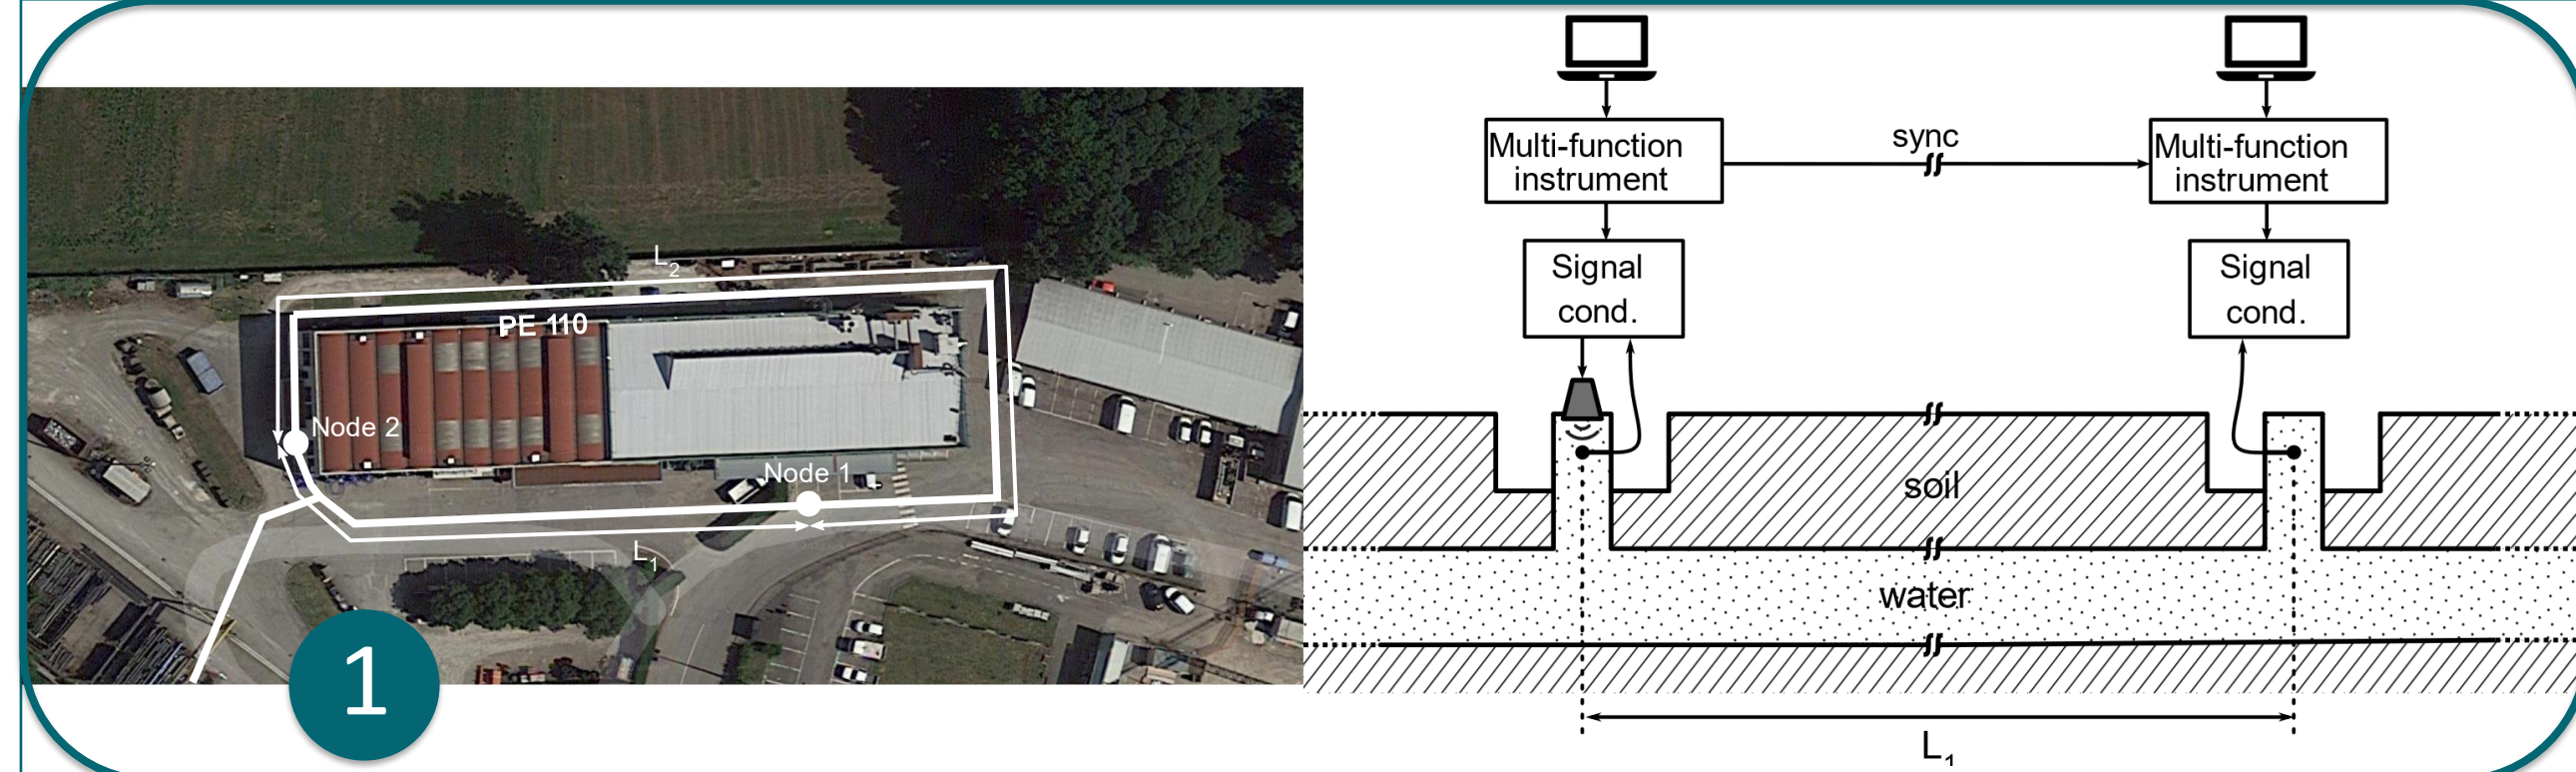 L2
PE 110
Node 2
Node 1
L1
1
sync
Multi-function
instrument
Multi-function
instrument
Signal
cond.
Signal
cond.
soil
water
L1